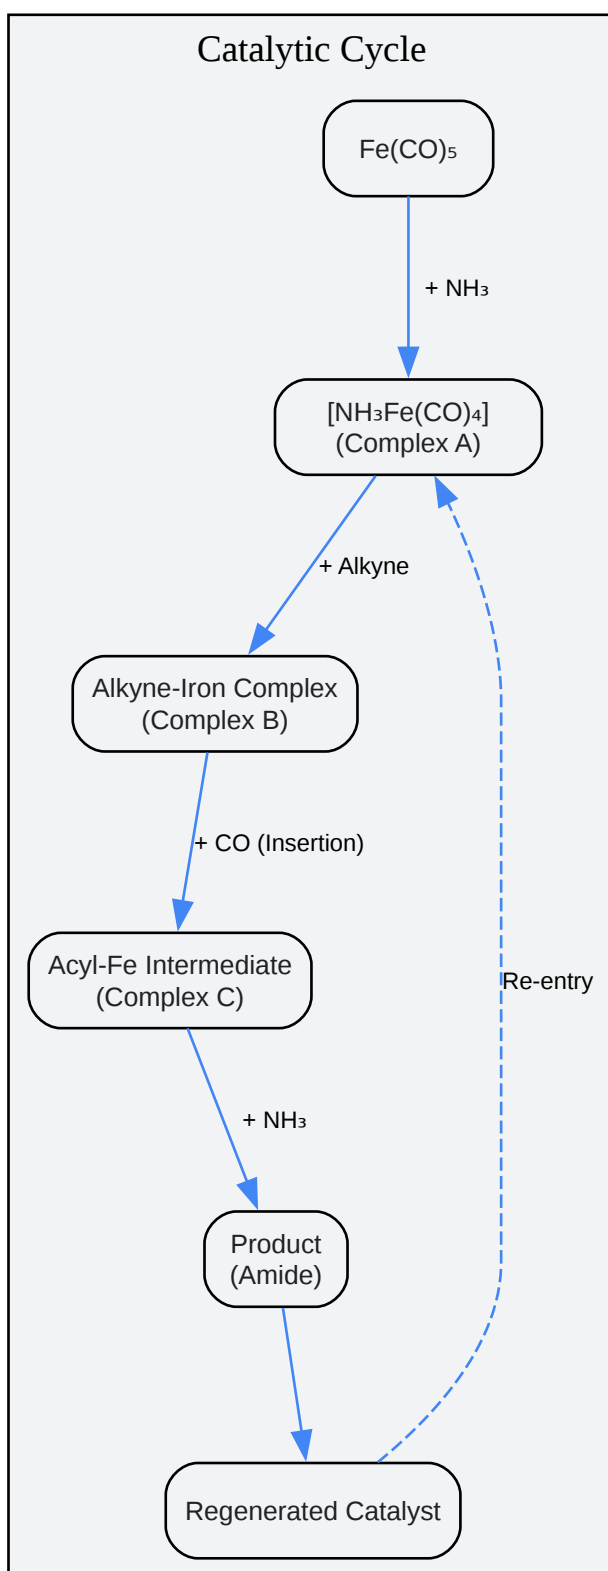 Catalytic Cycle
Fe(CO)₅
+ NH₃
[NH₃Fe(CO)₄]
(Complex A)
+ Alkyne
Alkyne-Iron Complex
(Complex B)
+ CO (Insertion)
Acyl-Fe Intermediate
(Complex C)
Re-entry
+ NH₃
Product
(Amide)
Regenerated Catalyst